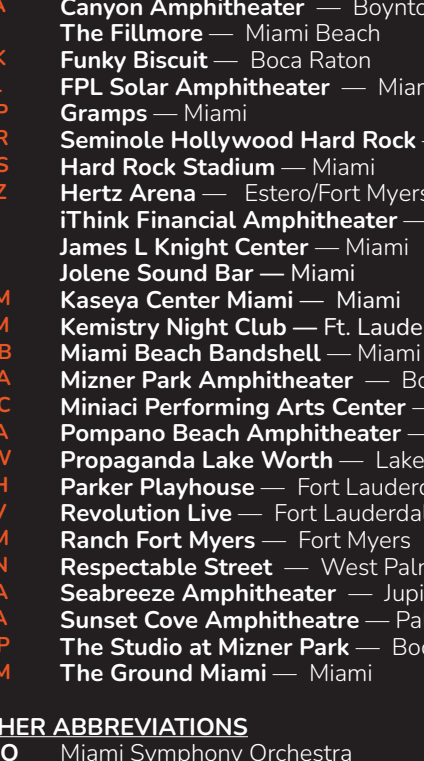 A Canyon Amphitheater — Boynto
The Fillmore — Miami Beach
K Funky Biscuit — Boca Raton
FPL Solar Amphitheater — Miam
P Gramps — Miami
R Seminole Hollywood Hard Rock —
S Hard Rock Stadium — Miami
Z Hertz Arena — Estero/Fort Myers
iThink Financial Amphitheater —
James L Knight Center — Miami
Jolene Sound Bar — Miami
M Kaseya Center Miami — Miami
M Kemistry Night Club — Ft. Laude
B Miami Beach Bandshell — Miami
A Mizner Park Amphitheater — Bo
C Miniaci Performing Arts Center —
A Pompano Beach Amphitheater —
W Propaganda Lake Worth — Lake
H Parker Playhouse — Fort Lauderd
V Revolution Live — Fort Lauderdal
M Ranch Fort Myers — Fort Myers
N Respectable Street — West Palm
A Seabreeze Amphitheater — Jupi
A Sunset Cove Amphitheatre — Pa
P The Studio at Mizner Park — Boc
M The Ground Miami — Miami
HER ABBREVIATIONS
O Miami Symphony Orchestra